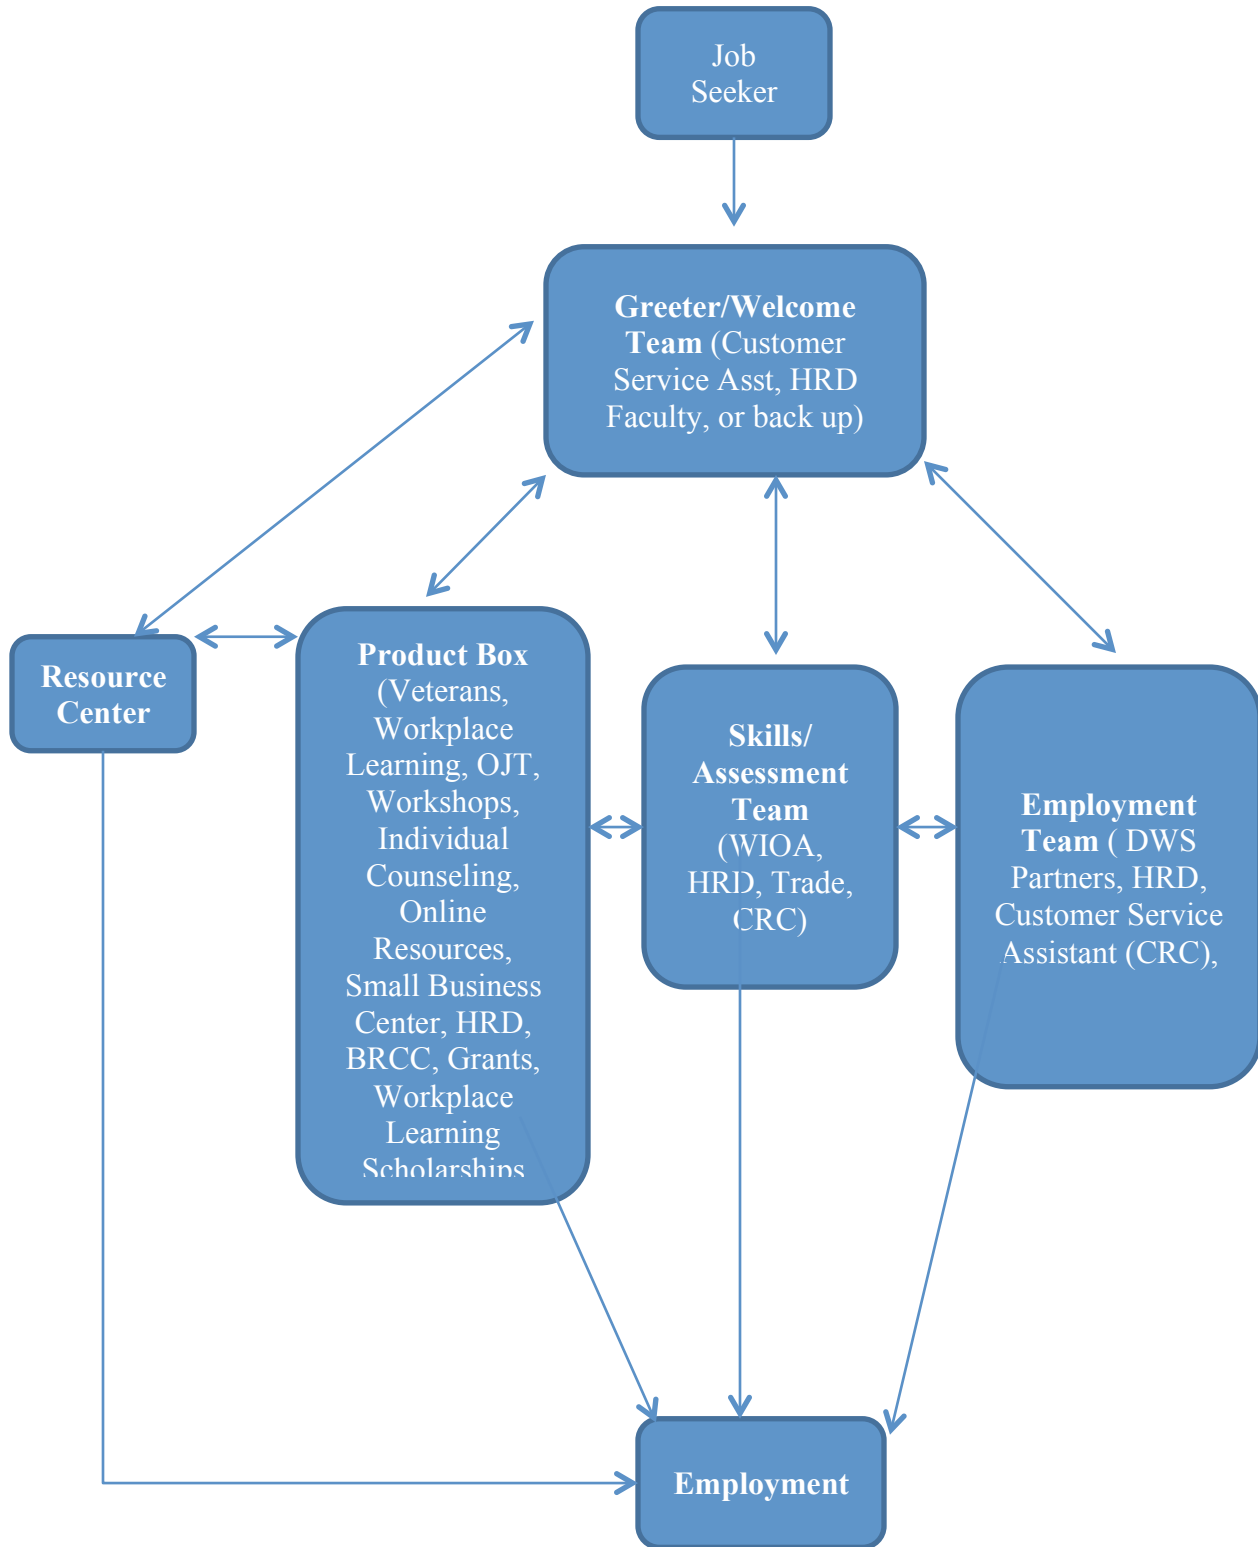 Job
Seeker
Greeter/Welcome
Team (Customer
Service Asst, HRD
Faculty, or back up)
Resource
Center
Product Box
(Veterans,
Workplace
Learning, OJT,
Workshops,
Individual
Counseling,
Online
Resources,
Small Business
Center, HRD,
BRCC, Grants,
Workplace
Learning
Scholarships
Skills/
Assessment
Team
(WIOA,
HRD, Trade,
CRC)
Employment
Team ( DWS
Partners, HRD,
Customer Service
Assistant (CRC),
Employment